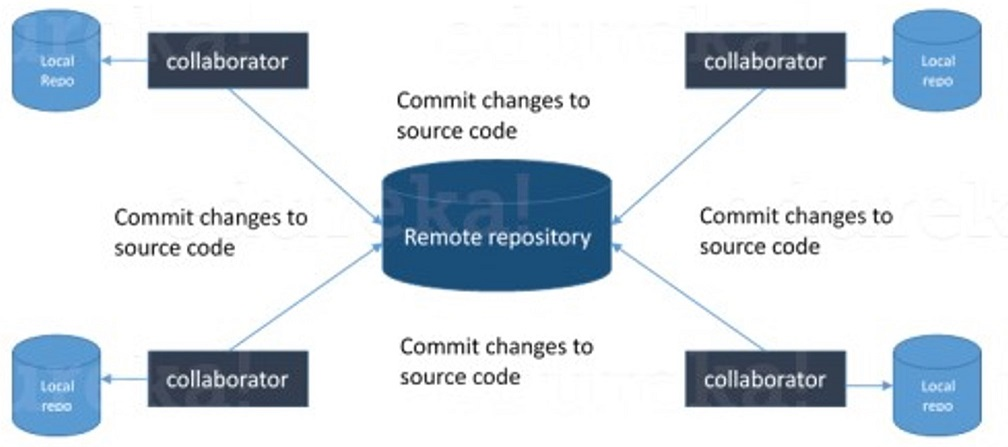 Local
Repo
collaborator
collaborator
Local
repo
Commit changes to
source code
Commit changes to
source code
Remote repository
Commit changes to
source code
Commit changes to
source code
Local
repo
collaborator
collaborator
Local
repo
edureka!